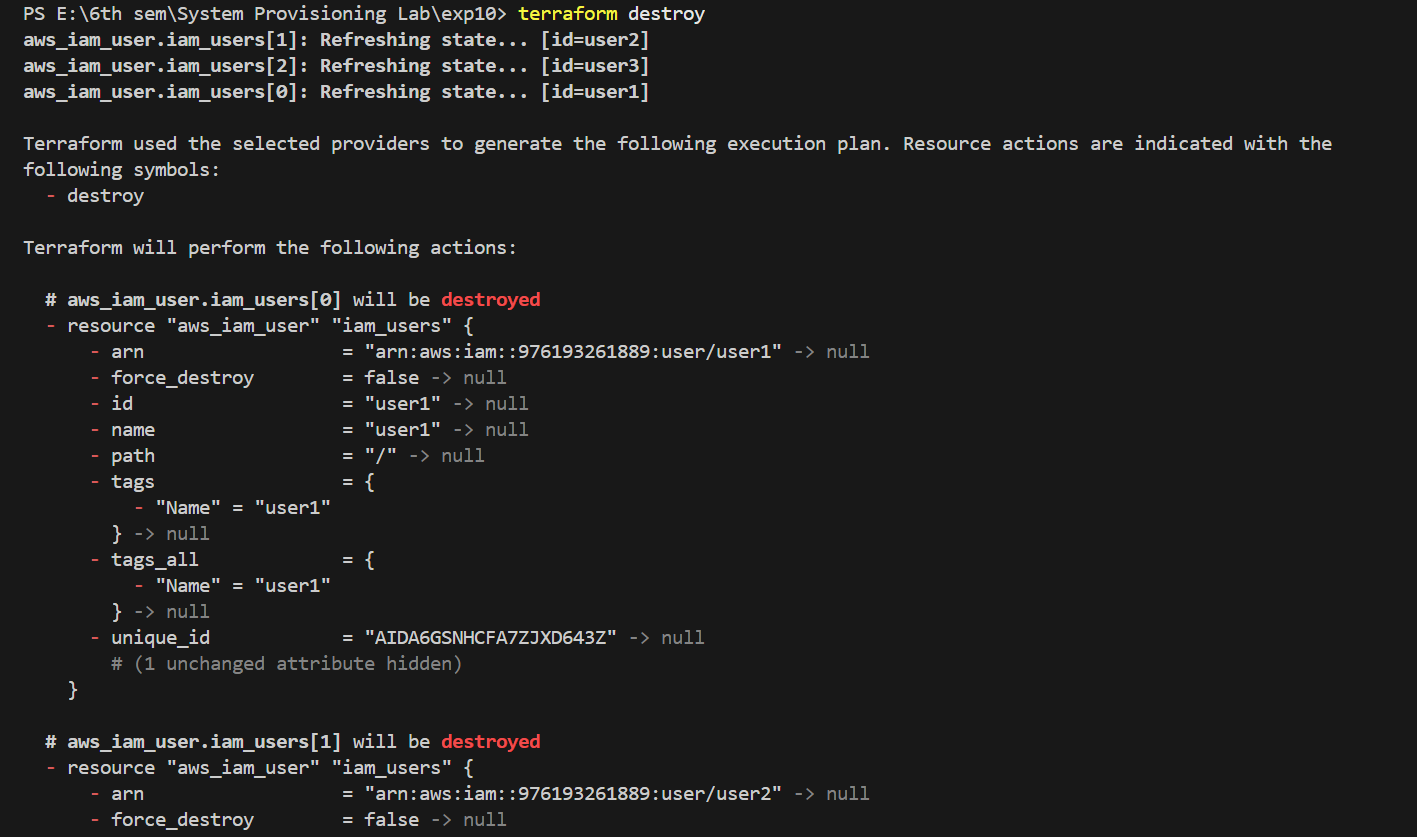 PS E:\6th sem\System Provisioning Lab\exp10> terraform destroy
aws_iam_user.iam_users[1]: Refreshing state... [id=user2]
aws_iam_user.iam_users[2]: Refreshing state... [id=user3]
aws_iam_user.iam_users[0]: Refreshing state... [id=user1]

Terraform used the selected providers to generate the following execution plan. Resource actions are indicated with the
following symbols:
  - destroy

Terraform will perform the following actions:

  # aws_iam_user.iam_users[0] will be destroyed
  - resource "aws_iam_user" "iam_users" {
      - arn                  = "arn:aws:iam::976193261889:user/user1" -> null
      - force_destroy        = false -> null
      - id                   = "user1" -> null
      - name                 = "user1" -> null
      - path                 = "/" -> null
      - tags                 = {
          - "Name" = "user1"
        } -> null
      - tags_all             = {
          - "Name" = "user1"
        } -> null
      - unique_id            = "AIDA6GSNHCFA7ZJXD643Z" -> null
        # (1 unchanged attribute hidden)
    }

  # aws_iam_user.iam_users[1] will be destroyed
  - resource "aws_iam_user" "iam_users" {
      - arn                  = "arn:aws:iam::976193261889:user/user2" -> null
      - force_destroy        = false -> null